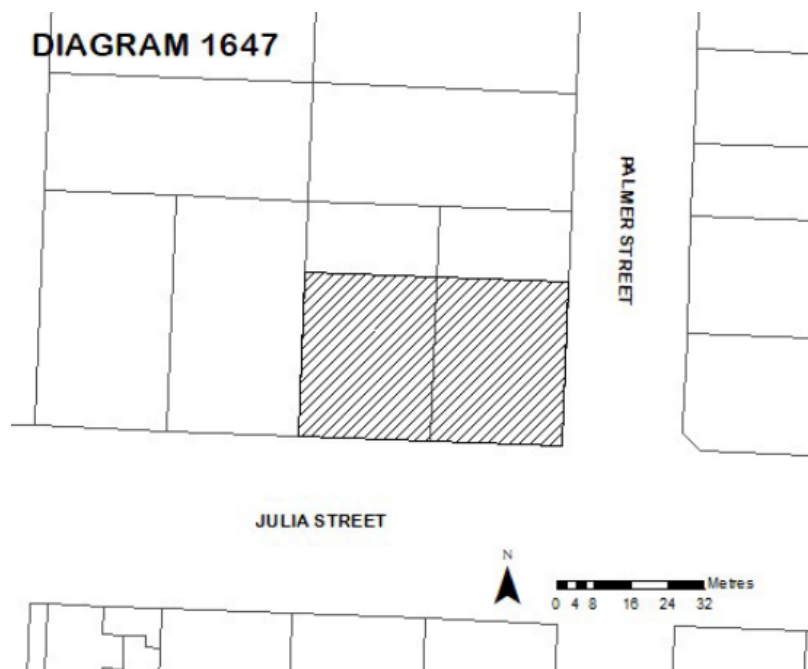 DIAGRAM 1647
PALMER STREET
JULIA STREET
N
Metres
0 4 8 16 24 32